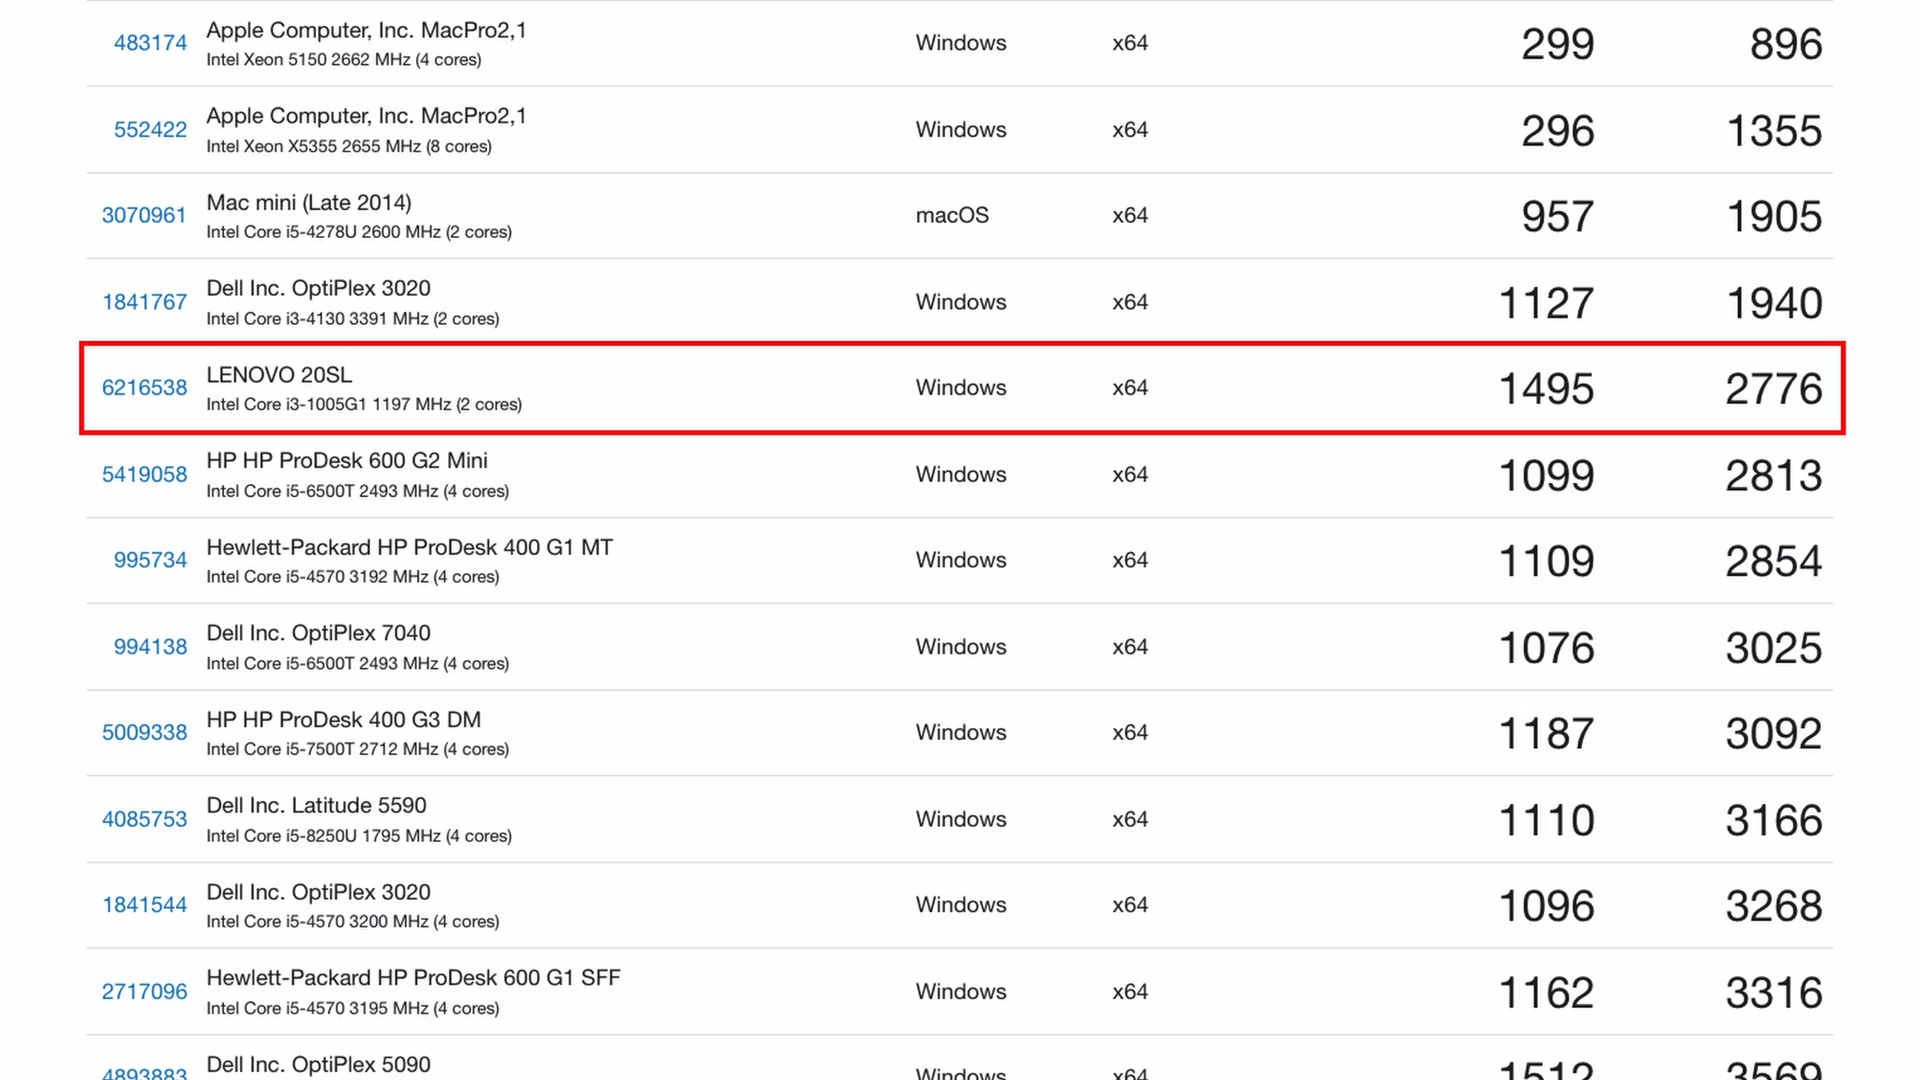 483174 Apple Computer, Inc. MacPro2,1 Windows x64 299 896
Intel Xeon 5150 2662 MHz (4 cores)
552422 Apple Computer, Inc. MacPro2,1 Windows x64 296 1355
Intel Xeon X5355 2655 MHz (8 cores)
3070961 Mac mini (Late 2014) macOS x64 957 1905
Intel Core i5-4278U 2600 MHz (2 cores)
1841767 Dell Inc. OptiPlex 3020 Windows x64 1127 1940
Intel Core i3-4130 3391 MHz (2 cores)
6216538 LENOVO 20SL Windows x64 1495 2776
Intel Core i3-1005G1 1197 MHz (2 cores)
5419058 HP HP ProDesk 600 G2 Mini Windows x64 1099 2813
Intel Core i5-6500T 2493 MHz (4 cores)
995734 Hewlett-Packard HP ProDesk 400 G1 MT Windows x64 1109 2854
Intel Core i5-4570 3192 MHz (4 cores)
994138 Dell Inc. OptiPlex 7040 Windows x64 1076 3025
Intel Core i5-6500T 2493 MHz (4 cores)
5009338 HP HP ProDesk 400 G3 DM Windows x64 1187 3092
Intel Core i5-7500T 2712 MHz (4 cores)
4085753 Dell Inc. Latitude 5590 Windows x64 1110 3166
Intel Core i5-8250U 1795 MHz (4 cores)
1841544 Dell Inc. OptiPlex 3020 Windows x64 1096 3268
Intel Core i5-4570 3200 MHz (4 cores)
2717096 Hewlett-Packard HP ProDesk 600 G1 SFF Windows x64 1162 3316
Intel Core i5-4570 3195 MHz (4 cores)
4893883 Dell Inc. OptiPlex 5090 Windows x64 1512 3569